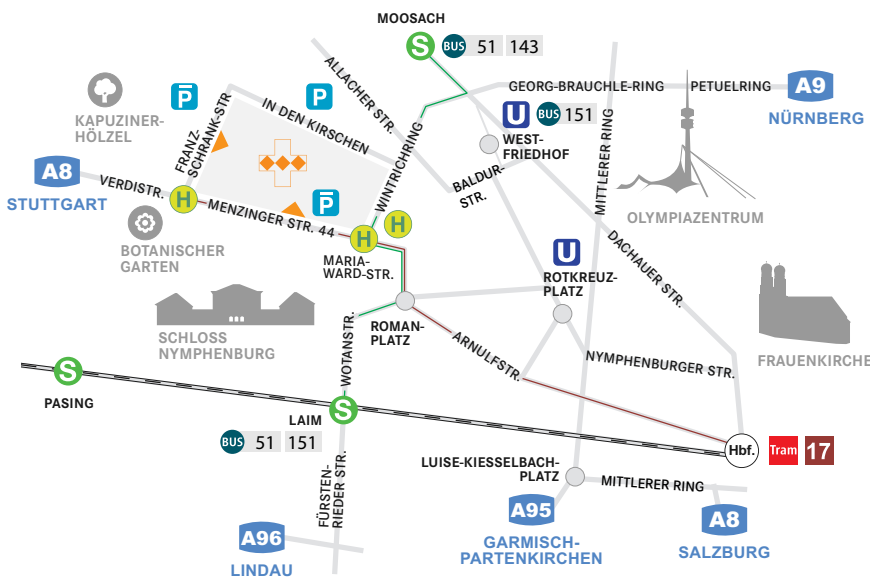 MOOSACH
S
BUS 51 143
ALLACHER STR.
GEORG-BRAUCHLE-RING
PETUELRING
A9
NÜRNBERG
P
P
IN DEN KIRSCHEN
KAPUZINER-
HÖLZEL
FRANZ-
SCHRANK-STR
WINTRICHRING
U
BUS 151
WEST-
FRIEDHOF
MITTLERER RING
BALDUR-
STR.
OLYMPIAZENTRUM
A8
STUTTGART
VERDISTR.
H
MENZINGER STR. 44
P
H
H
BOTANISCHER
GARTEN
MARIA-
WARD-STR.
U
ROTKREUZ-
PLATZ
DACHAUER STR.
SCHLOSS
NYMPHENBURG
ROMAN-
PLATZ
WOTANSTR.
ARNULFSTR.
NYMPHENBURGER STR.
FRAUENKIRCHE
S
PASING
LAIM
S
BUS 51 151
Hbf.
Tram 17
FÜRSTEN-
RIEDER STR.
LUISE-KIESSELBACH-
PLATZ
MITTLERER RING
A96
LINDAU
A95
GARMISCH-
PARTENKIRCHEN
A8
SALZBURG